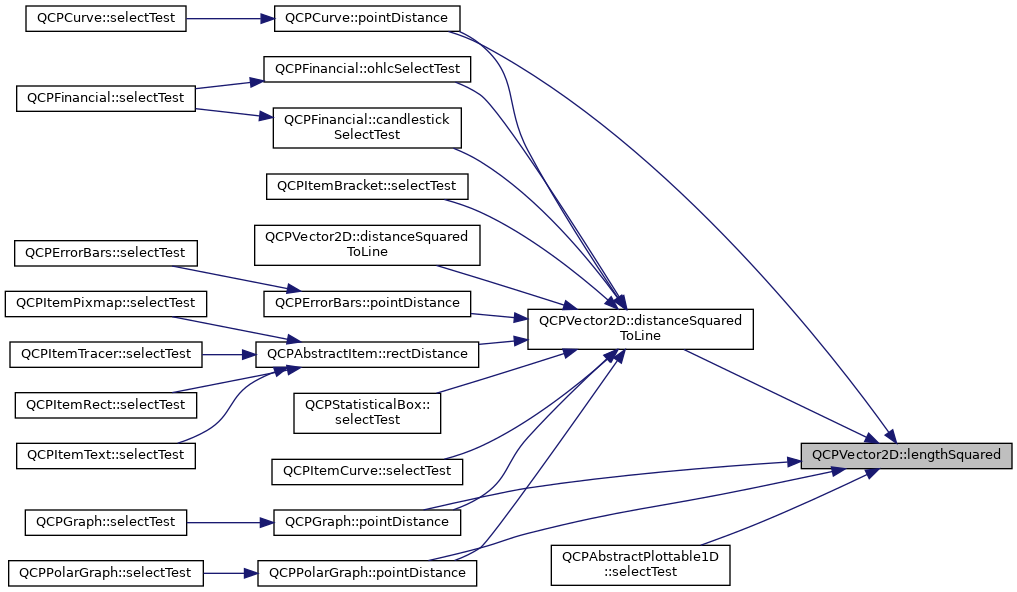 QCPCurve::selectTest
QCPCurve::pointDistance
QCPFinancial::ohlcSelectTest
QCPFinancial::selectTest
QCPFinancial::candlestick
SelectTest
QCPItemBracket::selectTest
QCPVector2D::distanceSquared
ToLine
QCPErrorBars::selectTest
QCPErrorBars::pointDistance
QCPItemPixmap::selectTest
QCPVector2D::distanceSquared
ToLine
QCPItemTracer::selectTest
QCPAbstractItem::rectDistance
QCPItemRect::selectTest
QCPStatisticalBox::
selectTest
QCPItemText::selectTest
QCPItemCurve::selectTest
QCPVector2D::lengthSquared
QCPGraph::selectTest
QCPGraph::pointDistance
QCPAbstractPlottable1D
::selectTest
QCPPolarGraph::selectTest
QCPPolarGraph::pointDistance